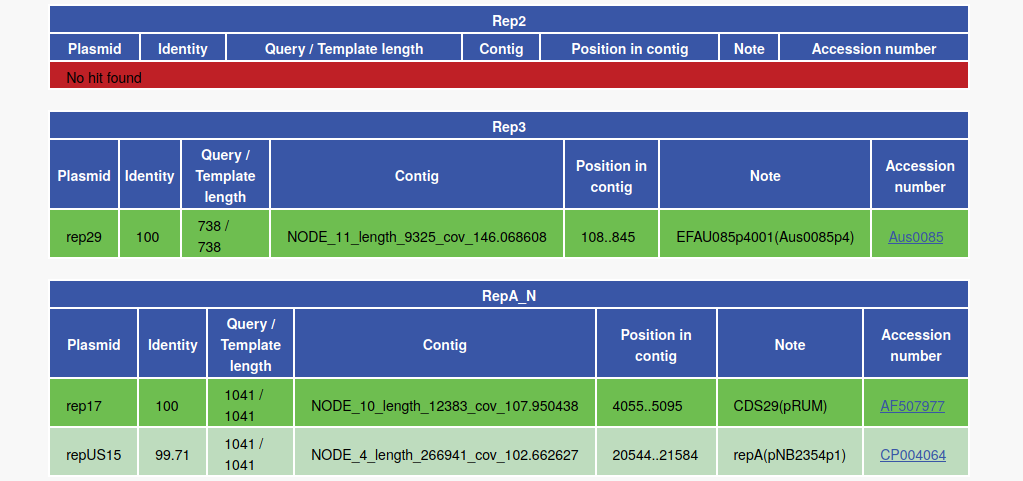 Rep2
Plasmid Identity Query / Template length Contig Position in contig Note Accession number
No hit found
Rep3
Plasmid Identity Query / Template length Contig Position in contig Note Accession number
rep29 100 738 / 738 NODE_11_length_9325_cov_146.068608 108..845 EFAU085p4001(Aus0085p4) Aus0085
RepA_N
Plasmid Identity Query / Template length Contig Position in contig Note Accession number
rep17 100 1041 / 1041 NODE_10_length_12383_cov_107.950438 4055..5095 CDS29(pRUM) AF507977
repUS15 99.71 1041 / 1041 NODE_4_length_266941_cov_102.662627 20544..21584 repA(pNB2354p1) CP004064